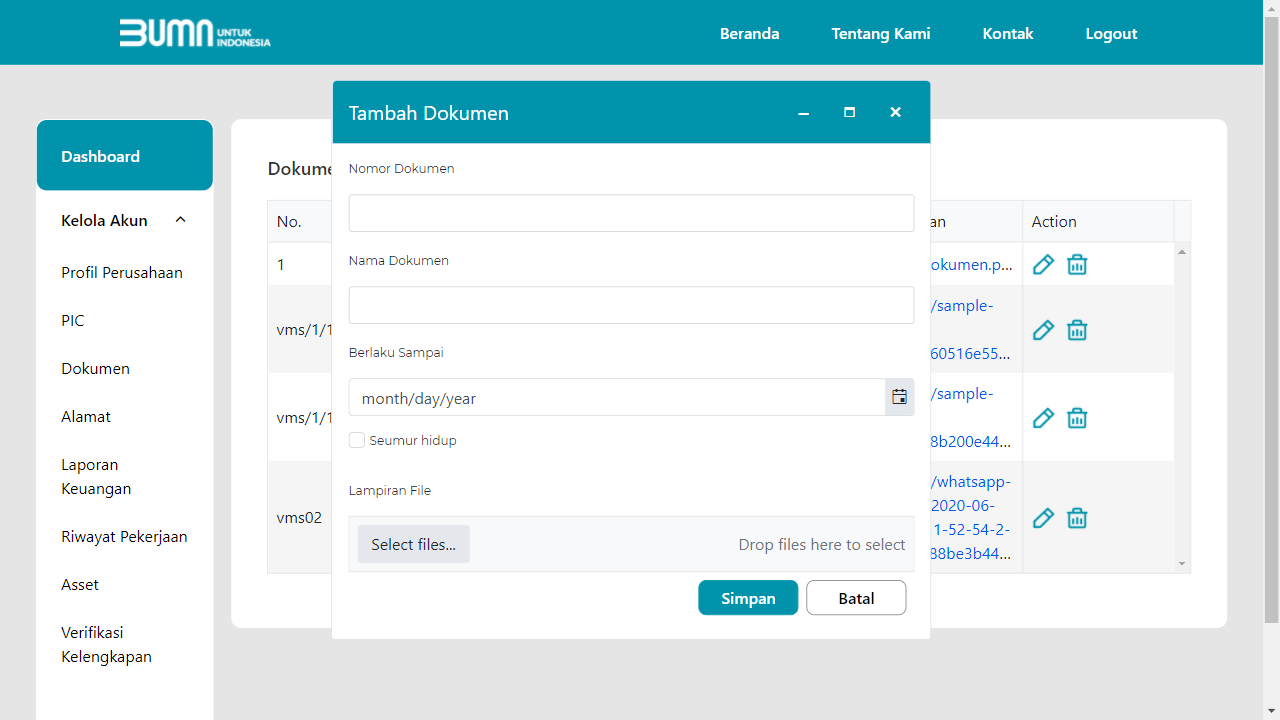 BUMN UNTUK INDONESIA
Beranda
Tentang Kami
Kontak
Logout
Dashboard
Kelola Akun
Profil Perusahaan
PIC
Dokumen
Alamat
Laporan
Keuangan
Riwayat Pekerjaan
Asset
Verifikasi
Kelengkapan
Tambah Dokumen
Nomor Dokumen
Nama Dokumen
Berlaku Sampai
month/day/year
Seumur hidup
Lampiran File
Select files...
Drop files here to select
Simpan
Batal
No.
Action
1
okumen.p...
vms/1/1
/sample-
60516e55...
vms/1/1
/sample-
8b200e44...
vms02
/whatsapp-
2020-06-
1-52-54-2-
88be3b44...